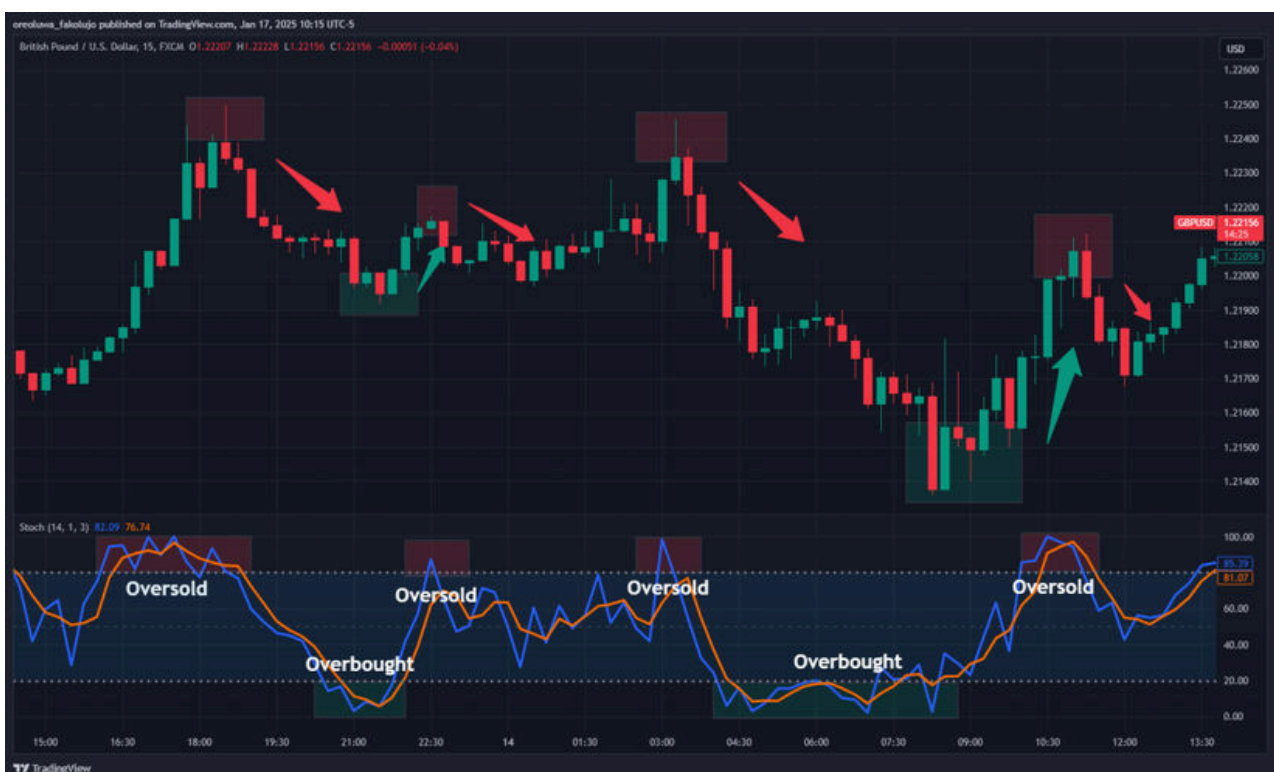 oreoluwa_fakolujo published on TradingView.com, Jan 17, 2025 10:15 UTC-5
British Pound / U.S. Dollar, 15, FXCM O1.22207 H1.22228 L1.22156 C1.22156 -0.00051 (-0.04%)
USD
1.22600
1.22500
1.22400
1.22300
1.22200
GBPUSD 1.22156
14:25
1.22100
1.22058
1.22000
1.21900
1.21800
1.21700
1.21600
1.21500
1.21400
Stoch (14, 1, 3) 82.09 76.74
100.00
85.39
81.07
Oversold
Oversold
Oversold
Oversold
60.00
40.00
Overbought
Overbought
20.00
0.00
15:00 16:30 18:00 19:30 21:00 22:30 14 01:30 03:00 04:30 06:00 07:30 09:00 10:30 12:00 13:30
TradingView